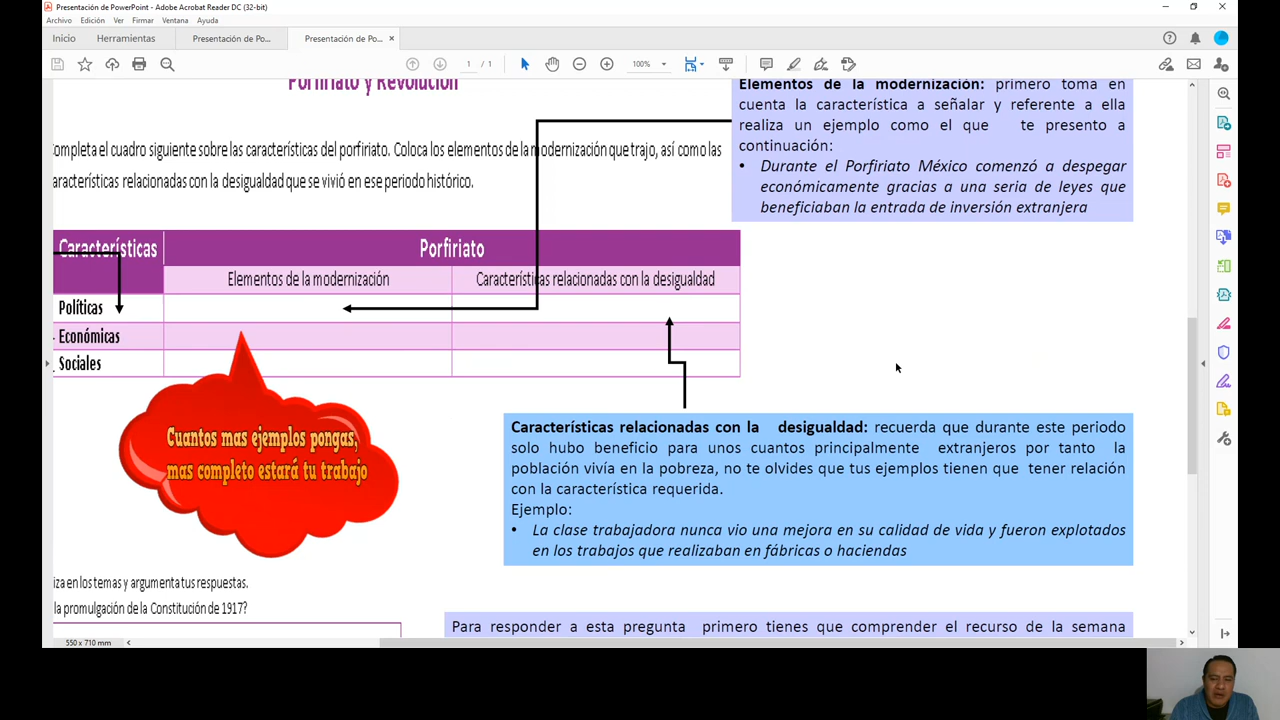 Presentación de PowerPoint - Adobe Acrobat Reader DC (32-bit)
Archivo Edición Ver Firmar Ventana Ayuda
Inicio Herramientas Presentación de Po... Presentación de Po... ×
1 / 1 100%
Porfiriato y Revolución
Elementos de la modernización: primero toma en
cuenta la característica a señalar y referente a ella
realiza un ejemplo como el que te presento a
continuación:
• Durante el Porfiriato México comenzó a despegar
económicamente gracias a una seria de leyes que
beneficiaban la entrada de inversión extranjera
ompleta el cuadro siguiente sobre las características del porfiriato. Coloca los elementos de la modernización que trajo, así como las
aracterísticas relacionadas con la desigualdad que se vivió en ese periodo histórico.
Características Porfiriato
Elementos de la modernización Características relacionadas con la desigualdad
Políticas
Económicas
Sociales
Cuantos mas ejemplos pongas,
mas completo estará tu trabajo
Características relacionadas con la desigualdad: recuerda que durante este periodo
solo hubo beneficio para unos cuantos principalmente extranjeros por tanto la
población vivía en la pobreza, no te olvides que tus ejemplos tienen que tener relación
con la característica requerida.
Ejemplo:
• La clase trabajadora nunca vio una mejora en su calidad de vida y fueron explotados
en los trabajos que realizaban en fábricas o haciendas
iza en los temas y argumenta tus respuestas.
la promulgación de la Constitución de 1917?
Para responder a esta pregunta primero tienes que comprender el recurso de la semana
550 x 710 mm